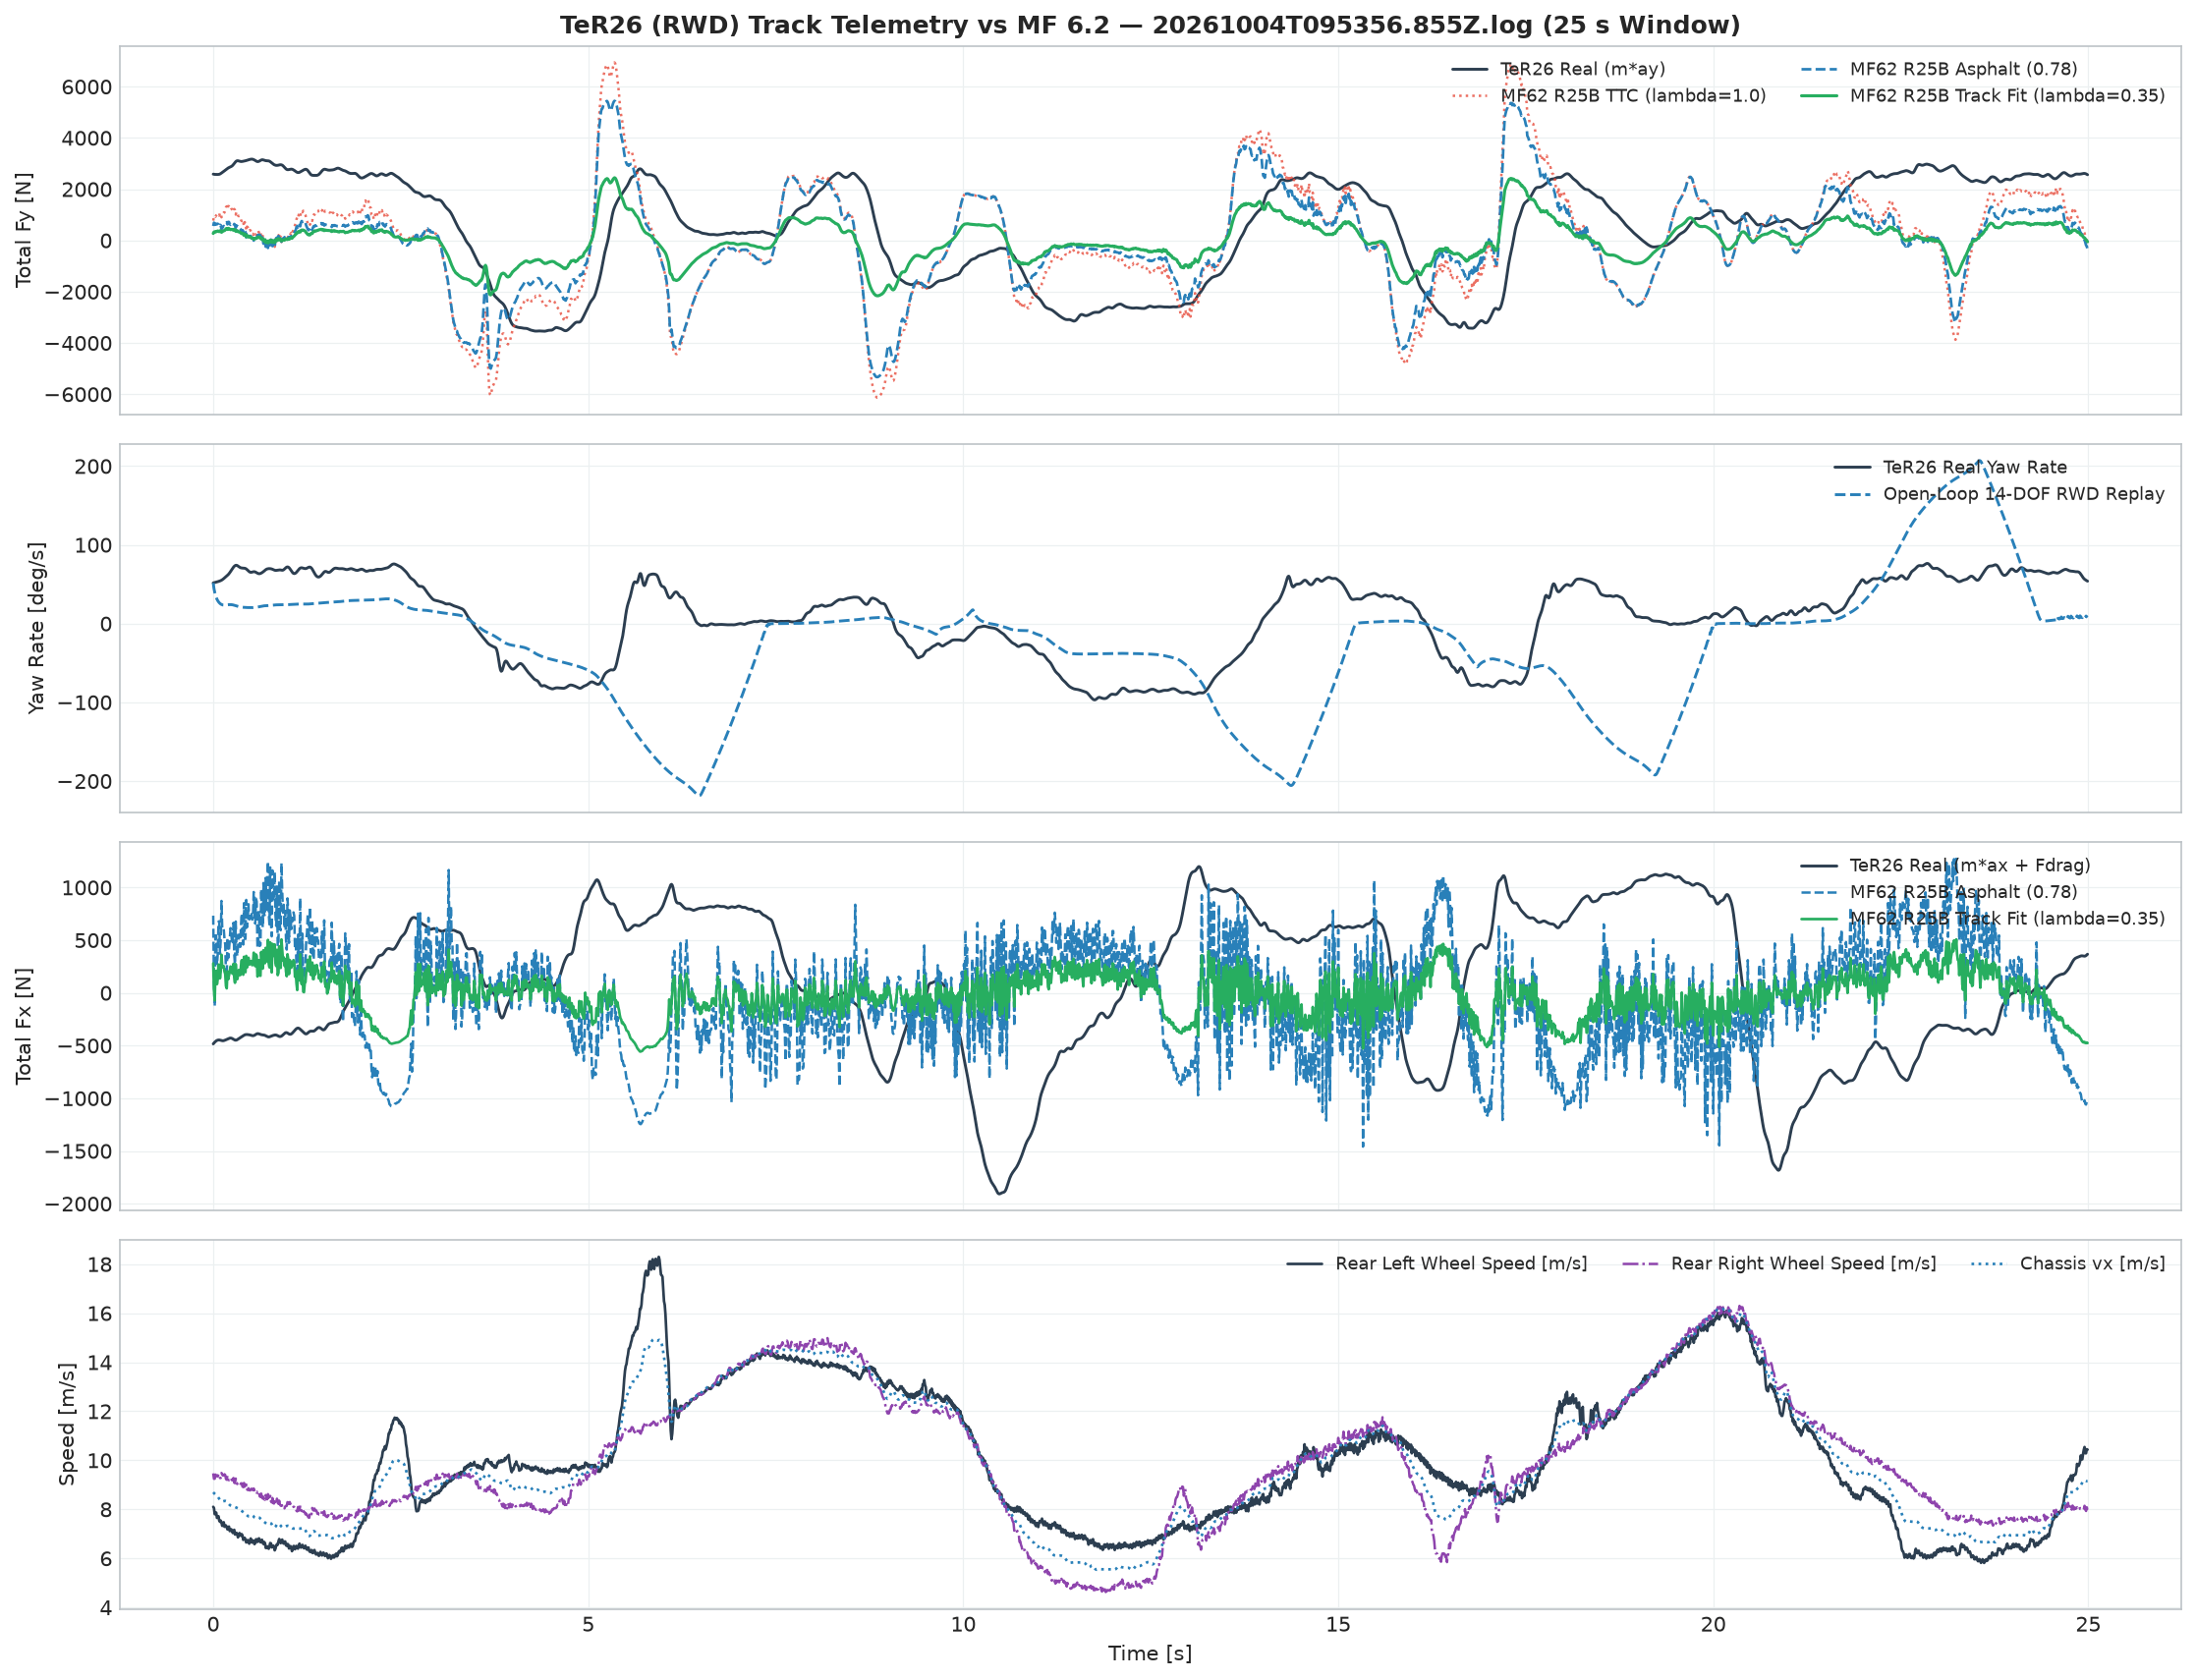 TeR26 (RWD) Track Telemetry vs MF 6.2 — 20261004T095356.855Z.log (25 s Window)
Total Fy [N]
6000
4000
2000
0
−2000
−4000
−6000
TeR26 Real (m*ay)
MF62 R25B TTC (lambda=1.0)
MF62 R25B Asphalt (0.78)
MF62 R25B Track Fit (lambda=0.35)
Yaw Rate [deg/s]
200
100
0
−100
−200
TeR26 Real Yaw Rate
Open-Loop 14-DOF RWD Replay
Total Fx [N]
1000
500
0
−500
−1000
−1500
−2000
TeR26 Real (m*ax + Fdrag)
MF62 R25B Asphalt (0.78)
MF62 R25B Track Fit (lambda=0.35)
Speed [m/s]
18
16
14
12
10
8
6
4
Rear Left Wheel Speed [m/s]
Rear Right Wheel Speed [m/s]
Chassis vx [m/s]
0
5
10
15
20
25
Time [s]